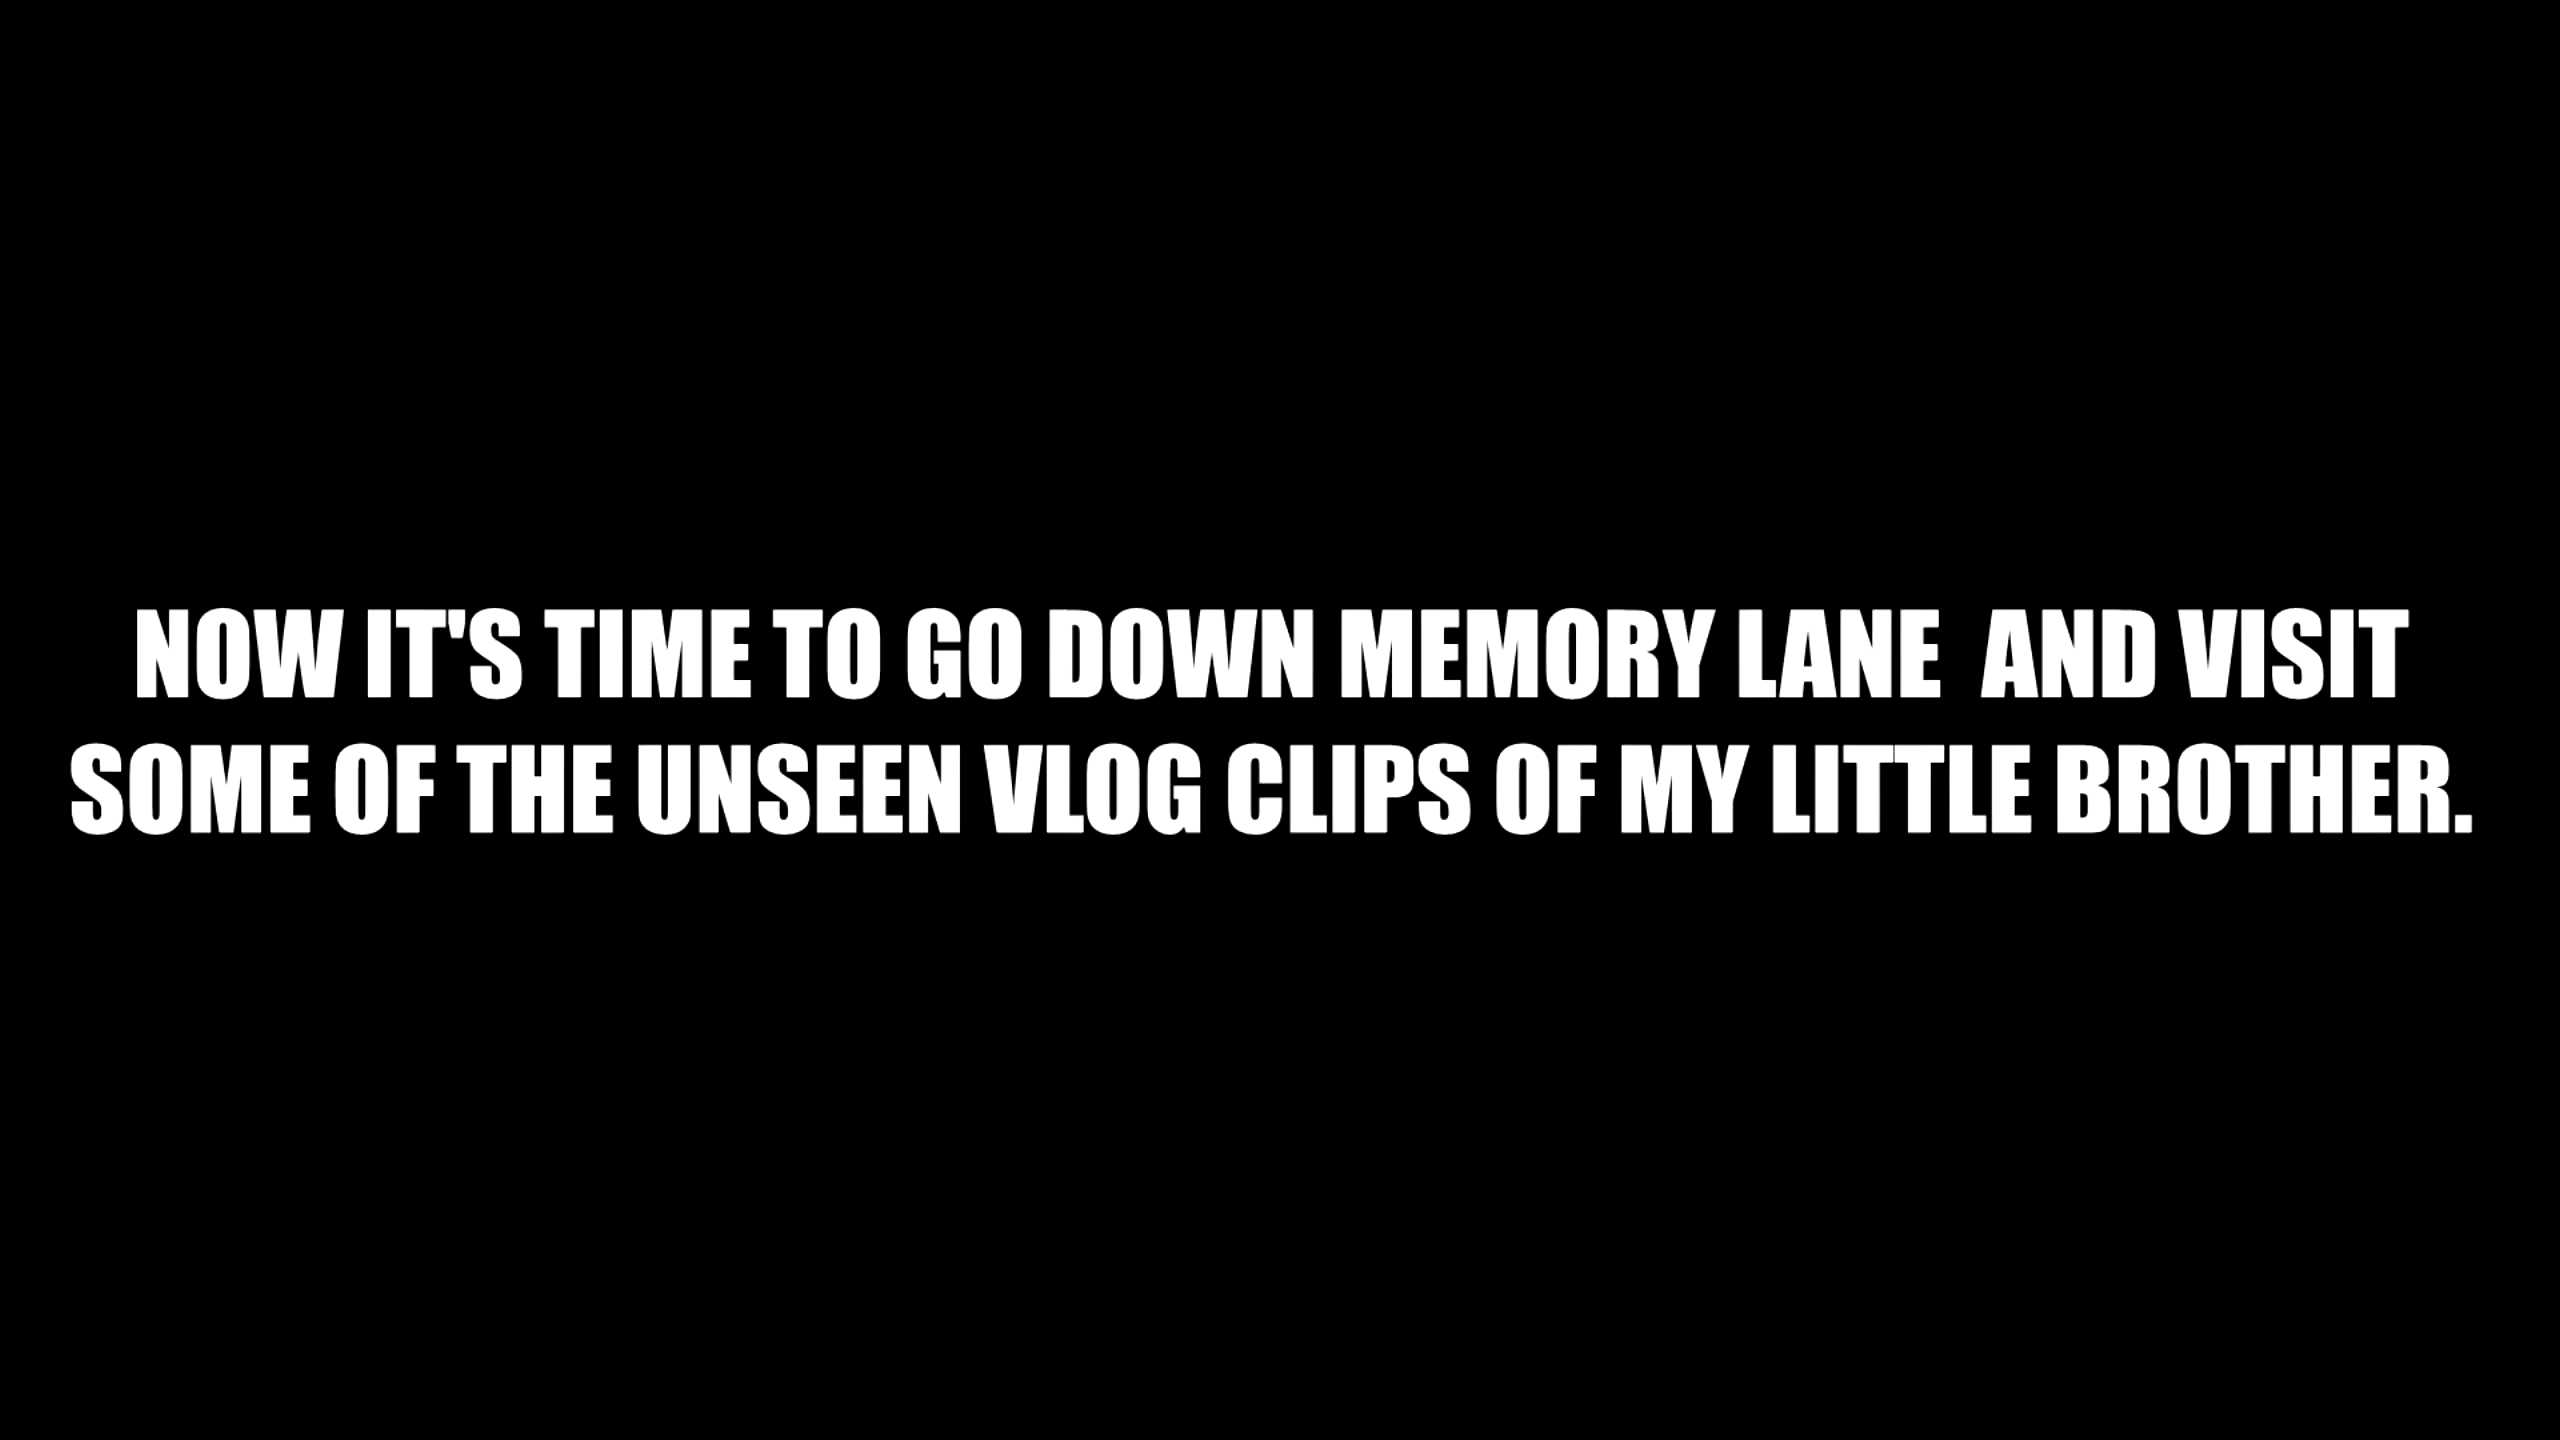 NOW IT'S TIME TO GO DOWN MEMORY LANE  AND VISIT
SOME OF THE UNSEEN VLOG CLIPS OF MY LITTLE BROTHER.